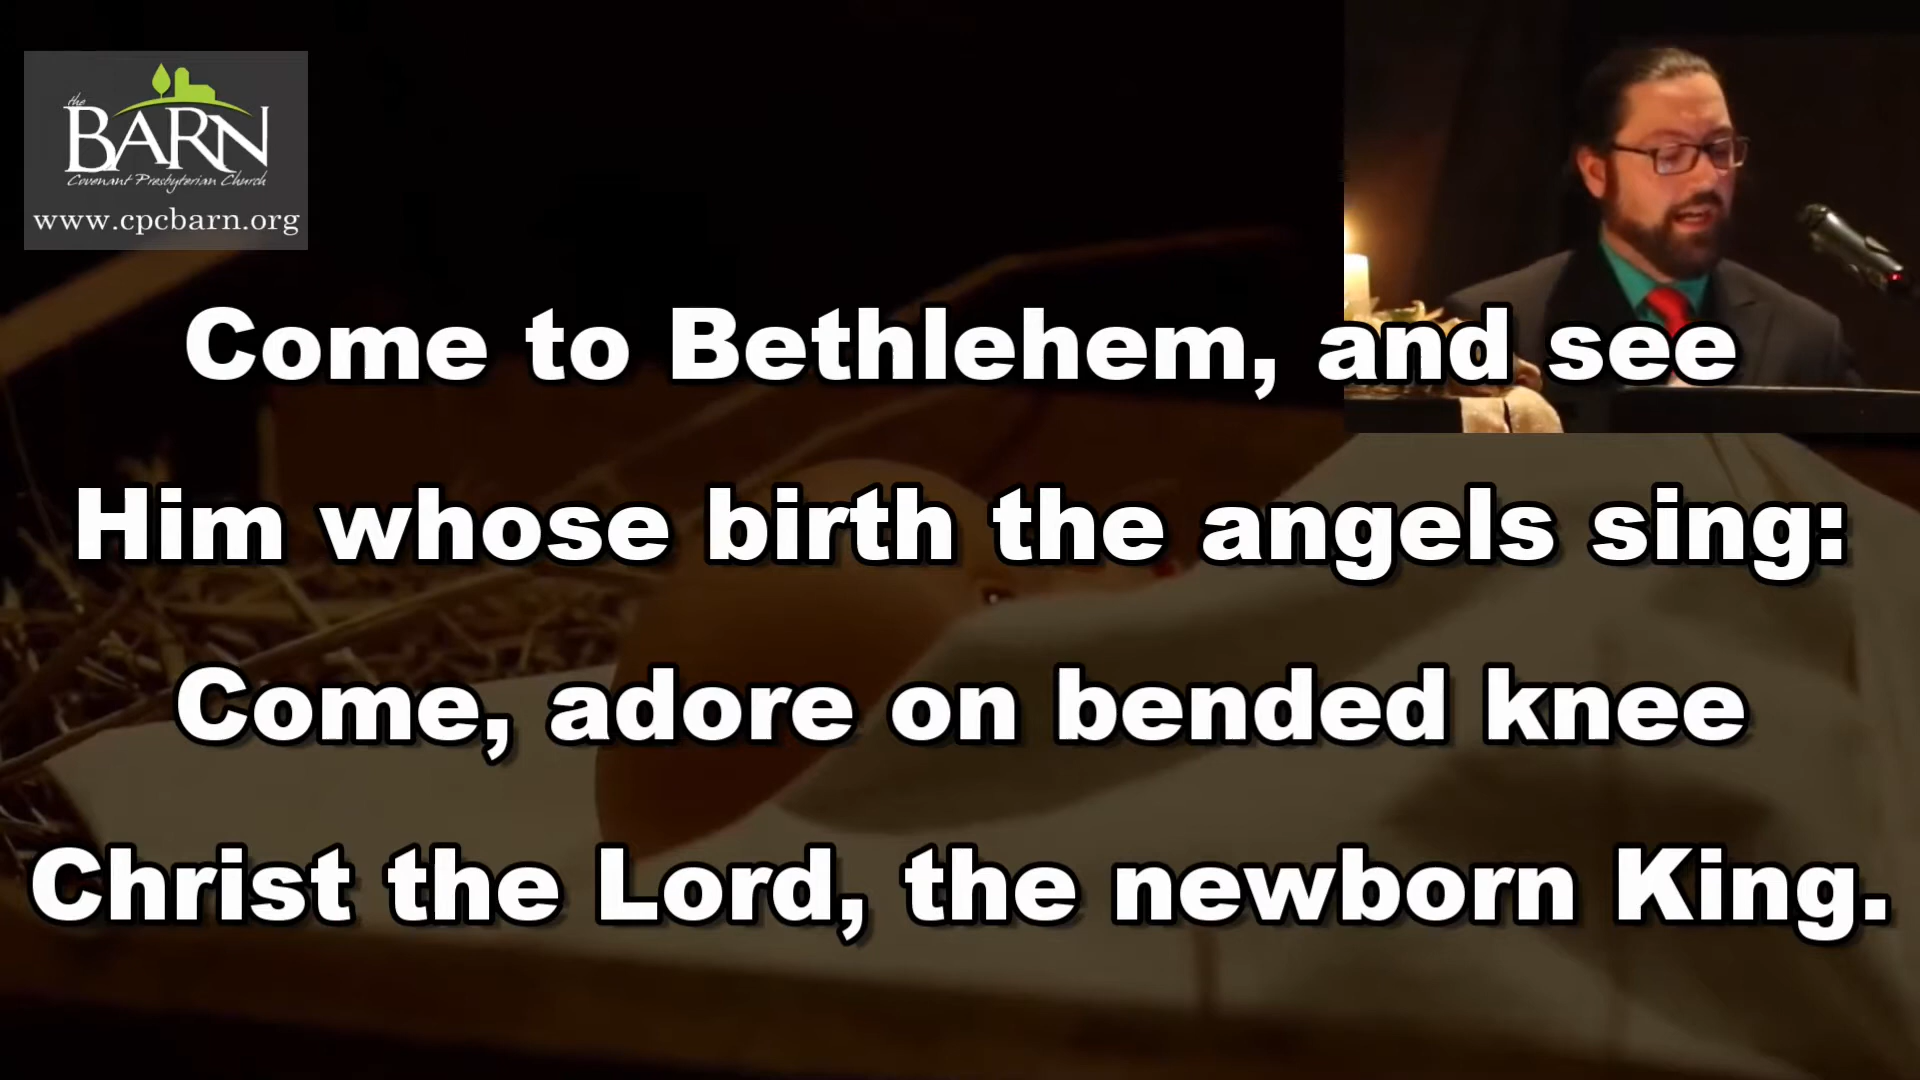 the
BARN
Covenant Presbyterian Church
www.cpcbarn.org
Come to Bethlehem, and see
Him whose birth the angels sing:
Come, adore on bended knee
Christ the Lord, the newborn King.